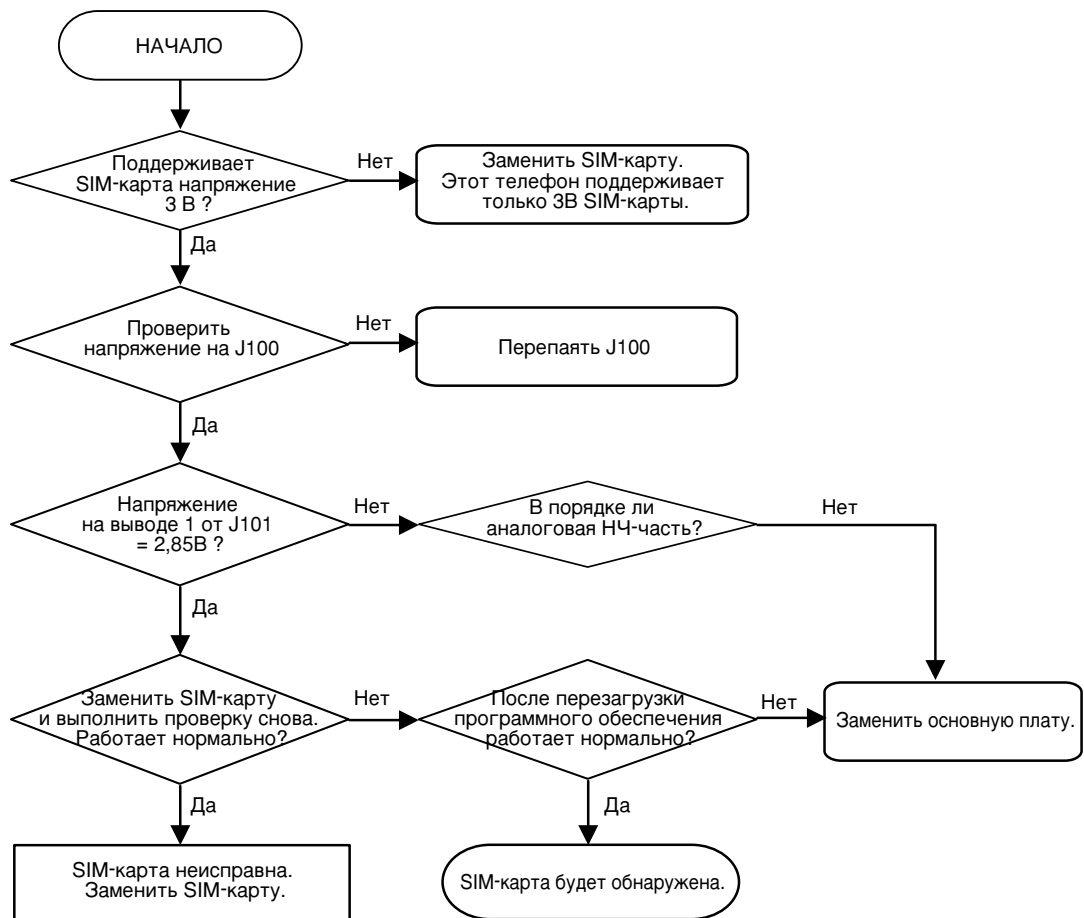 НАЧАЛО
Поддерживает
SIM-карта напряжение
3 В ?
Нет
Заменить SIM-карту.
Этот телефон поддерживает
только 3В SIM-карты.
Да
Проверить
напряжение на J100
Нет
Перепаять J100
Да
Напряжение
на выводе 1 от J101
= 2,85В ?
Нет
В порядке ли
аналоговая НЧ-часть?
Нет
Да
Заменить SIM-карту
и выполнить проверку снова.
Работает нормально?
Нет
После перезагрузки
программного обеспечения
работает нормально?
Нет
Заменить основную плату.
Да
Да
SIM-карта неисправна.
Заменить SIM-карту.
SIM-карта будет обнаружена.